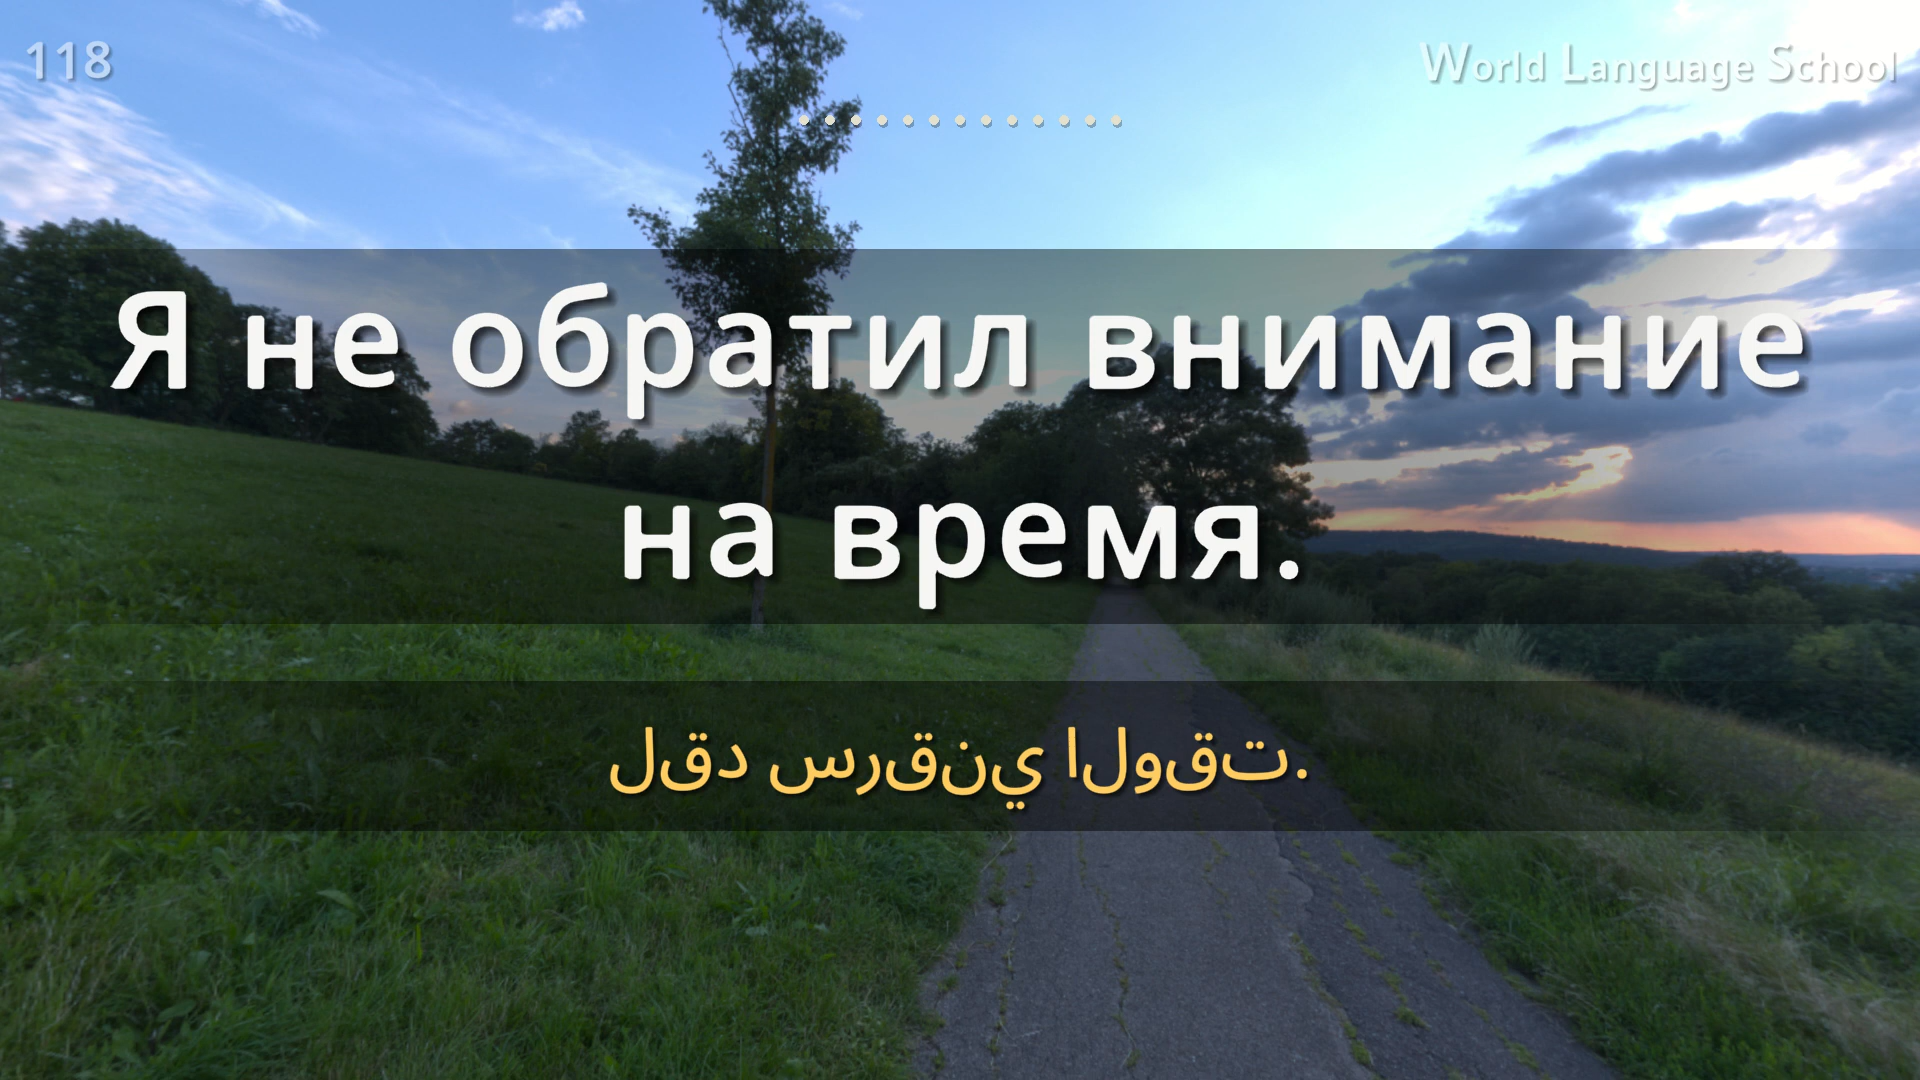 118
World Language School
Я не обратил внимание
на время.
لقد سرقني الوقت.